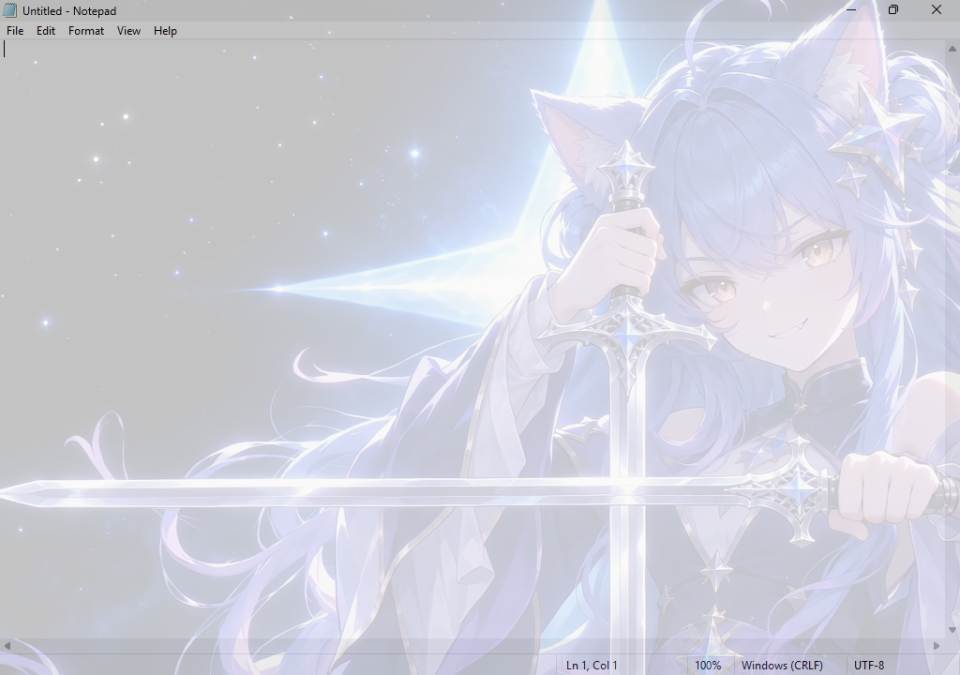 Untitled - Notepad
File Edit Format View Help
Ln 1, Col 1 100% Windows (CRLF) UTF-8